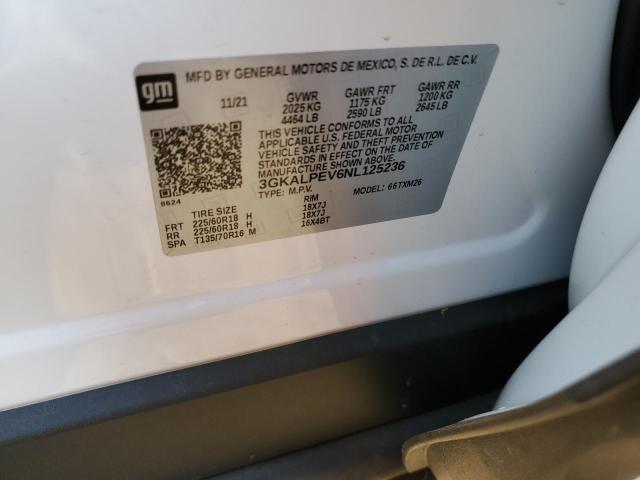 gm
MFD BY GENERAL MOTORS DE MEXICO, S. DE R.L. DE C.V.
11/21 GVWR GAWR FRT GAWR RR
2025 KG 1175 KG 1200 KG
4464 LB 2590 LB 2645 LB
THIS VEHICLE CONFORMS TO ALL
APPLICABLE U.S. FEDERAL MOTOR
VEHICLE SAFETY AND THEFT PREVENTION
STANDARDS IN EFFECT ON THE DATE OF
MANUFACTURE SHOWN ABOVE.
3GKALPEV6NL125236
TYPE: M.P.V. MODEL: 66TXM26
8624
TIRE SIZE RIM
FRT 225/60R18 H 18X7J
RR 225/60R18 H 18X7J
SPA T135/70R16 M 16X4BT